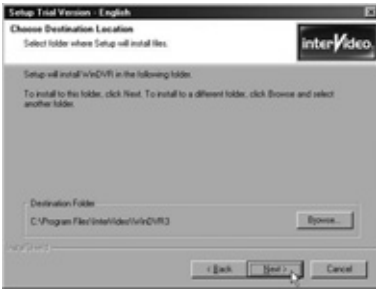 Setup Trial Version - English
Choose Destination Location
Select folder where Setup will install files.
InterVideo.
Setup will install WinDVR in the following folder.
To install to this folder, click Next. To install to a different folder, click Browse and select
another folder.
Destination Folder
C:\Program Files\InterVideo\WinDVR3
Browse...
InstallShield
< Back
Next >
Cancel